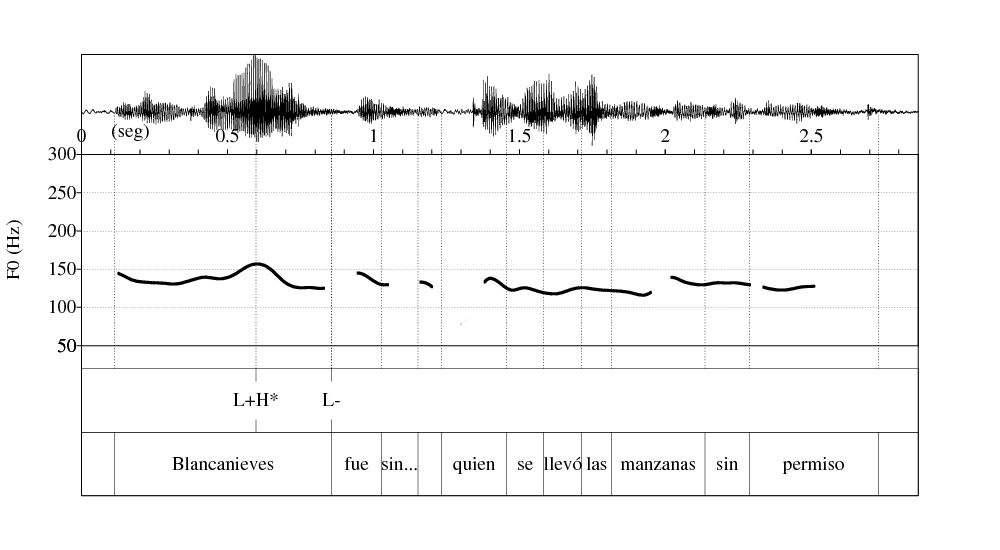 0 (seg) 0.5 1 1.5 2 2.5
300
250
200
150
100
50
F0 (Hz)
L+H* L-
Blancanieves fue sin... quien se llevó las manzanas sin permiso